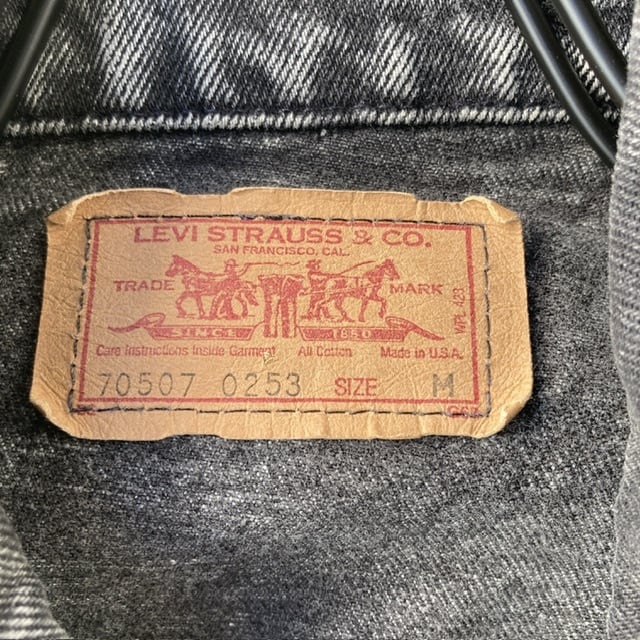 LEVI STRAUSS & CO.
SAN FRANCISCO, CAL.
TRADE MARK
SINCE 1850
WPL 423
Care Instructions Inside Garment All Cotton Made in U.S.A.
70507 0253 SIZE M